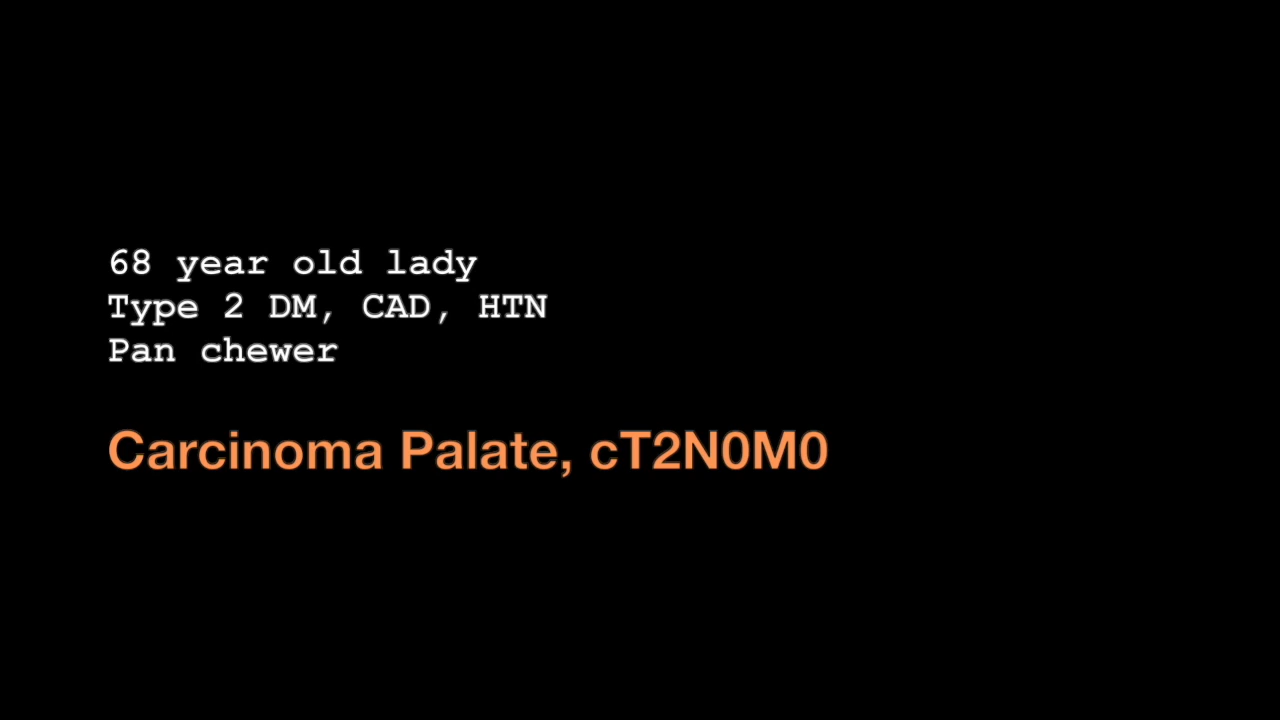 68 year old lady
Type 2 DM, CAD, HTN
Pan chewer
Carcinoma Palate, cT2N0M0